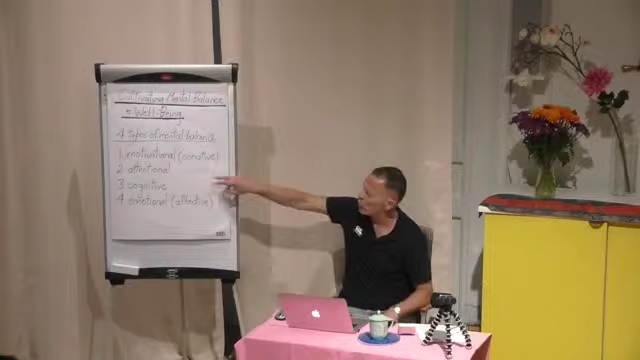 Cultivating Mental Balance
& Well-Being
4 types of mental balance
1 motivational (conative)
2 attentional
3 cognitive
4 emotional (affective)